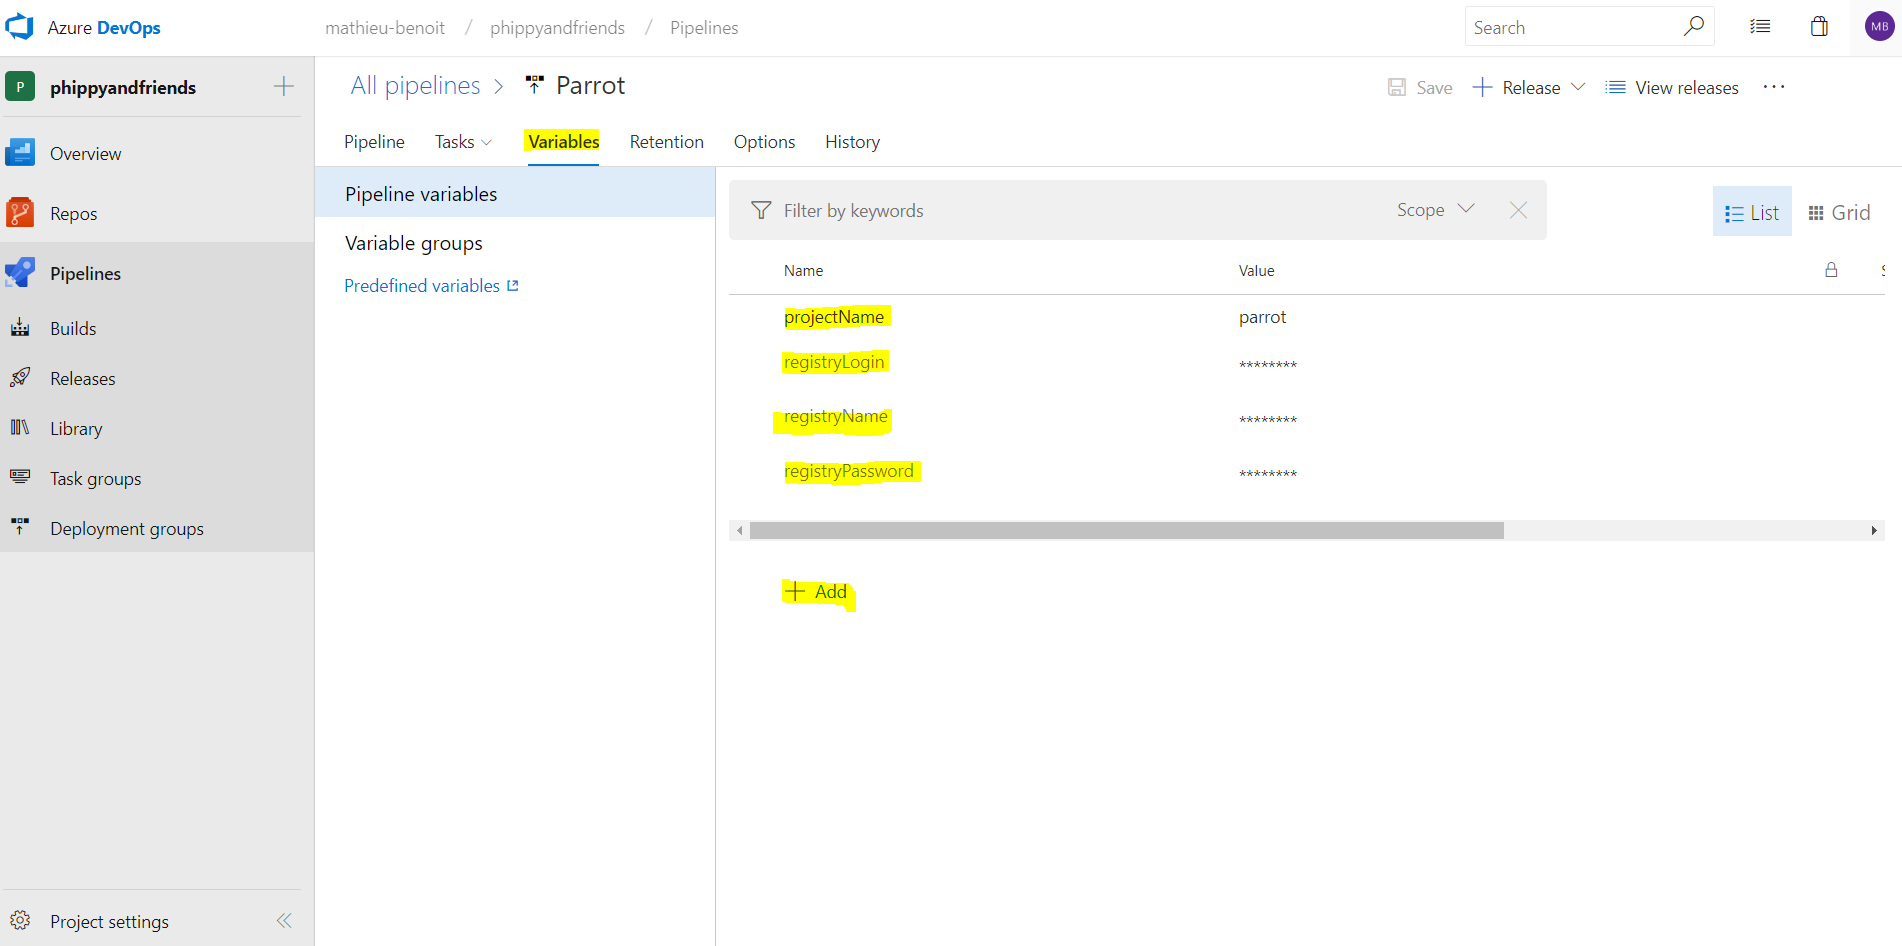 Azure DevOps
mathieu-benoit / phippyandfriends / Pipelines
Search
MB
P
phippyandfriends
Overview
Repos
Pipelines
Builds
Releases
Library
Task groups
Deployment groups
Project settings
All pipelines > Parrot
Save
Release
View releases
...
Pipeline
Tasks
Variables
Retention
Options
History
Pipeline variables
Variable groups
Predefined variables
Filter by keywords
Scope
List
Grid
Name
Value
S
projectName
parrot
registryLogin
********
registryName
********
registryPassword
********
+ Add